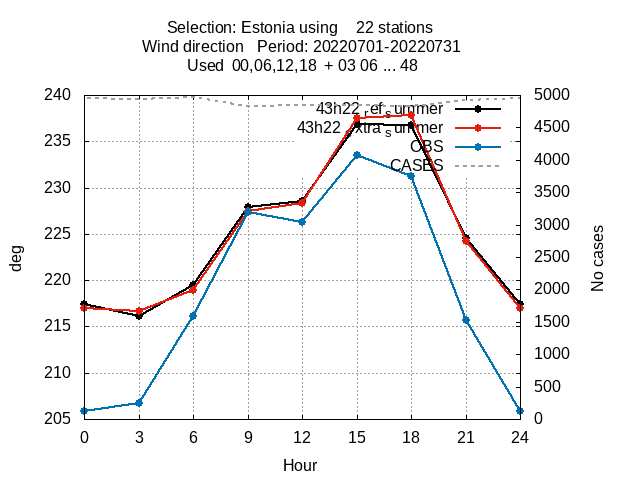 Selection: Estonia using    22 stations
Wind direction   Period: 20220701-20220731
Used  00,06,12,18  + 03 06 ... 48
240
235
230
225
220
215
210
205
deg
0 3 6 9 12 15 18 21 24
Hour
5000
4500
4000
3500
3000
2500
2000
1500
1000
500
0
No cases
43h22_ref_summer
43h22_xtra_summer
OBS
CASES